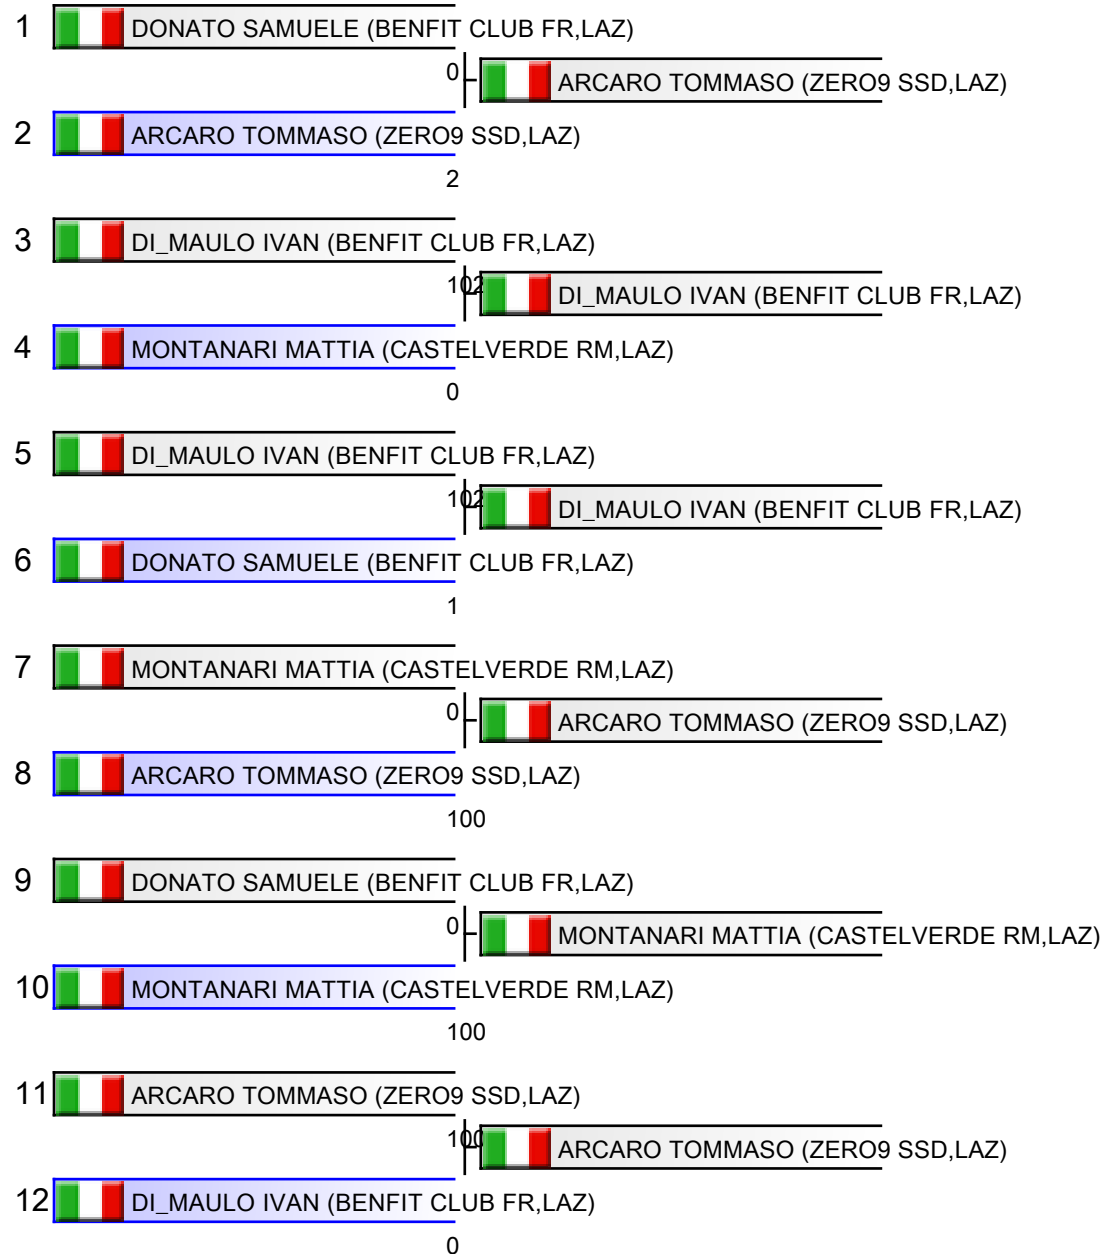 1 DONATO SAMUELE (BENFIT CLUB FR,LAZ)
0 ARCARO TOMMASO (ZERO9 SSD,LAZ)
2 ARCARO TOMMASO (ZERO9 SSD,LAZ)
2
3 DI_MAULO IVAN (BENFIT CLUB FR,LAZ)
102 DI_MAULO IVAN (BENFIT CLUB FR,LAZ)
4 MONTANARI MATTIA (CASTELVERDE RM,LAZ)
0
5 DI_MAULO IVAN (BENFIT CLUB FR,LAZ)
102 DI_MAULO IVAN (BENFIT CLUB FR,LAZ)
6 DONATO SAMUELE (BENFIT CLUB FR,LAZ)
1
7 MONTANARI MATTIA (CASTELVERDE RM,LAZ)
0 ARCARO TOMMASO (ZERO9 SSD,LAZ)
8 ARCARO TOMMASO (ZERO9 SSD,LAZ)
100
9 DONATO SAMUELE (BENFIT CLUB FR,LAZ)
0 MONTANARI MATTIA (CASTELVERDE RM,LAZ)
10 MONTANARI MATTIA (CASTELVERDE RM,LAZ)
100
11 ARCARO TOMMASO (ZERO9 SSD,LAZ)
100 ARCARO TOMMASO (ZERO9 SSD,LAZ)
12 DI_MAULO IVAN (BENFIT CLUB FR,LAZ)
0